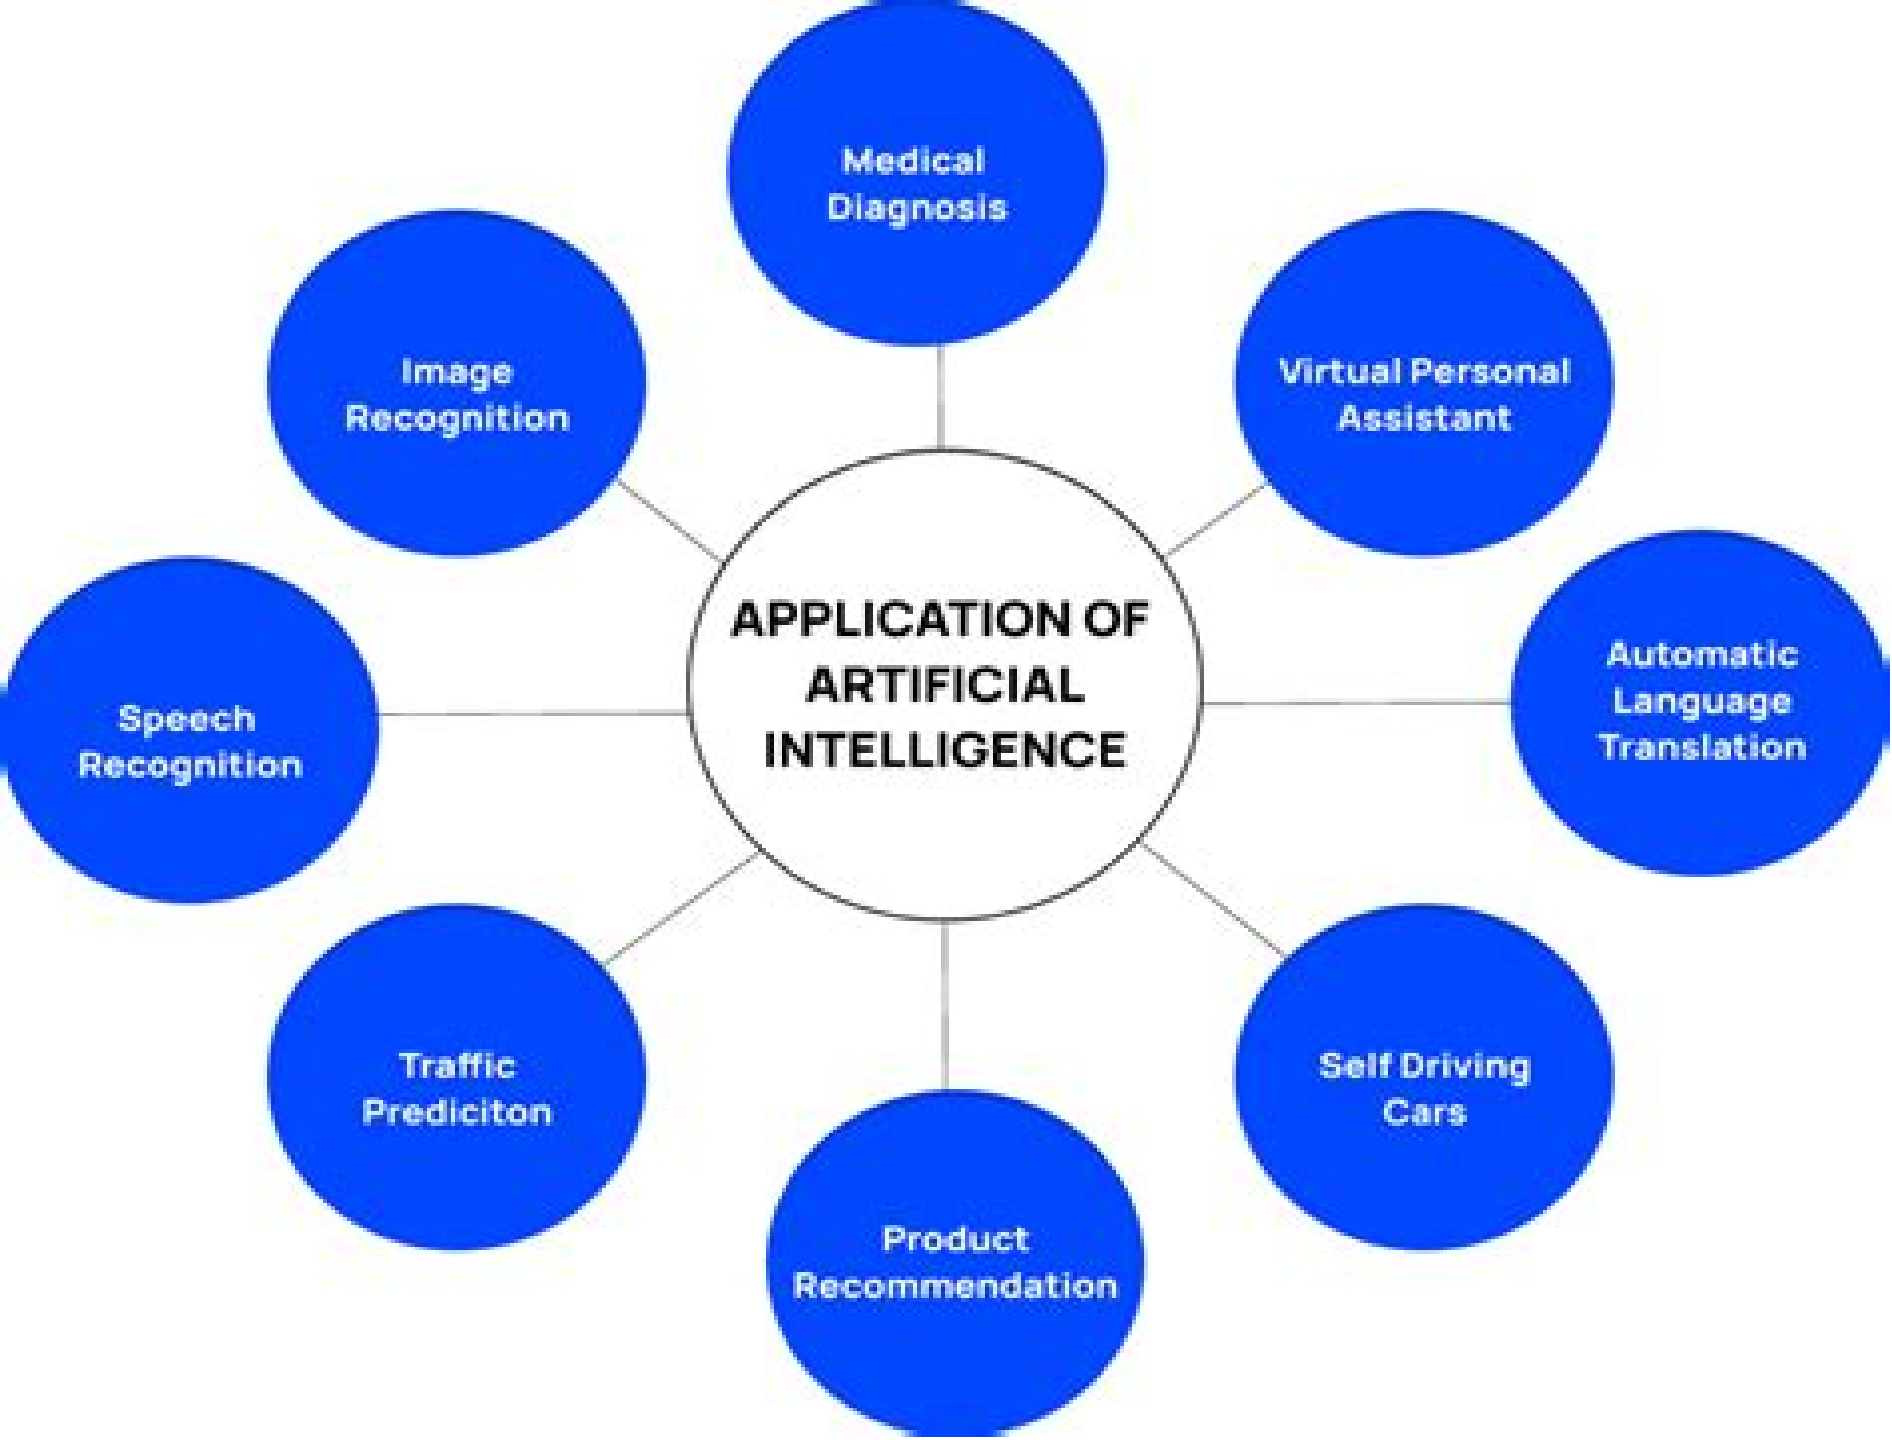 Medical
Diagnosis
Image
Recognition
Virtual Personal
Assistant
APPLICATION OF
ARTIFICIAL
INTELLIGENCE
Speech
Recognition
Automatic
Language
Translation
Traffic
Prediciton
Self Driving
Cars
Product
Recommendation